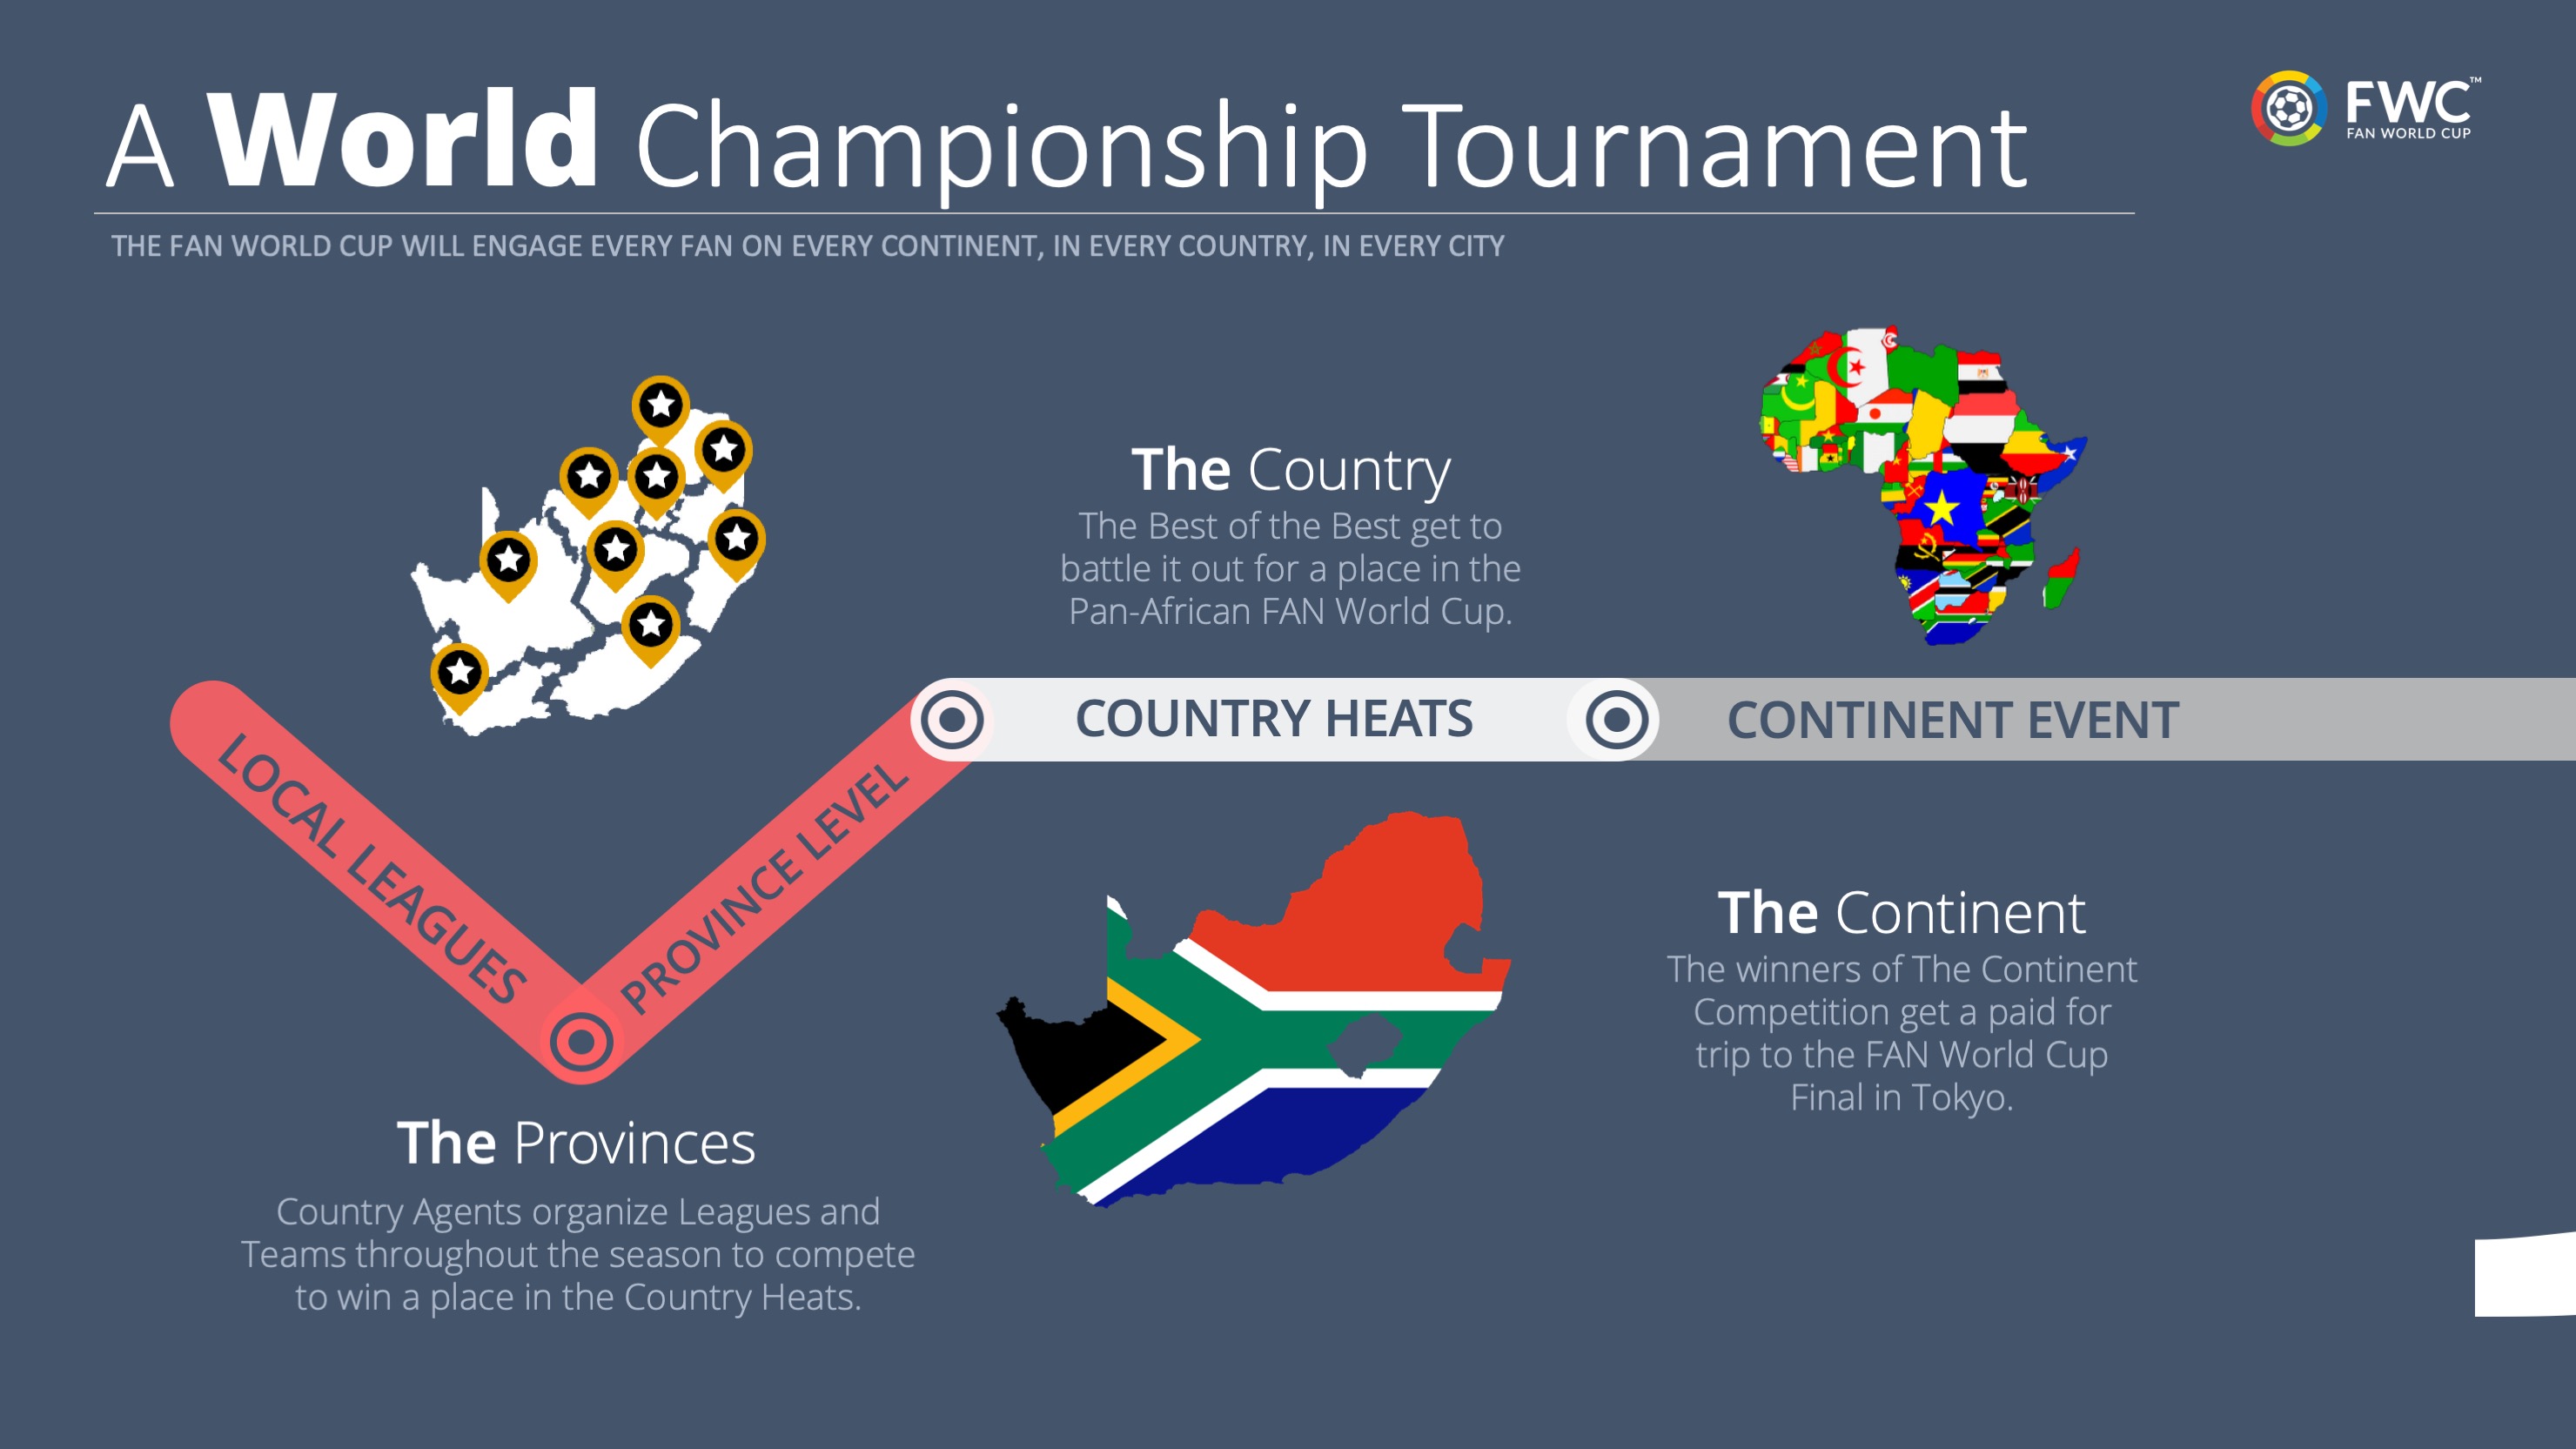 A World Championship Tournament
FWC™
FAN WORLD CUP
THE FAN WORLD CUP WILL ENGAGE EVERY FAN ON EVERY CONTINENT, IN EVERY COUNTRY, IN EVERY CITY
LOCAL LEAGUES
PROVINCE LEVEL
The Provinces
Country Agents organize Leagues and
Teams throughout the season to compete
to win a place in the Country Heats.
The Country
The Best of the Best get to
battle it out for a place in the
Pan-African FAN World Cup.
COUNTRY HEATS
CONTINENT EVENT
The Continent
The winners of The Continent
Competition get a paid for
trip to the FAN World Cup
Final in Tokyo.